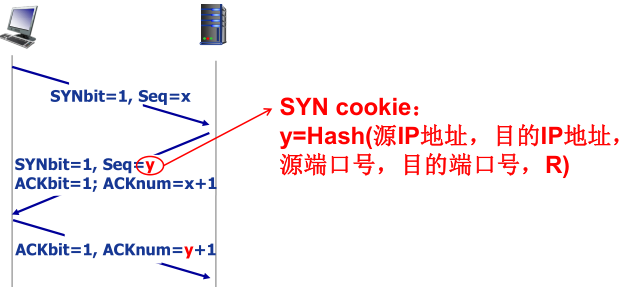 SYNbit=1, Seq=x
SYN cookie：
y=Hash(源IP地址，目的IP地址，
源端口号，目的端口号，R)
SYNbit=1, Seq=y
ACKbit=1; ACKnum=x+1
ACKbit=1, ACKnum=y+1